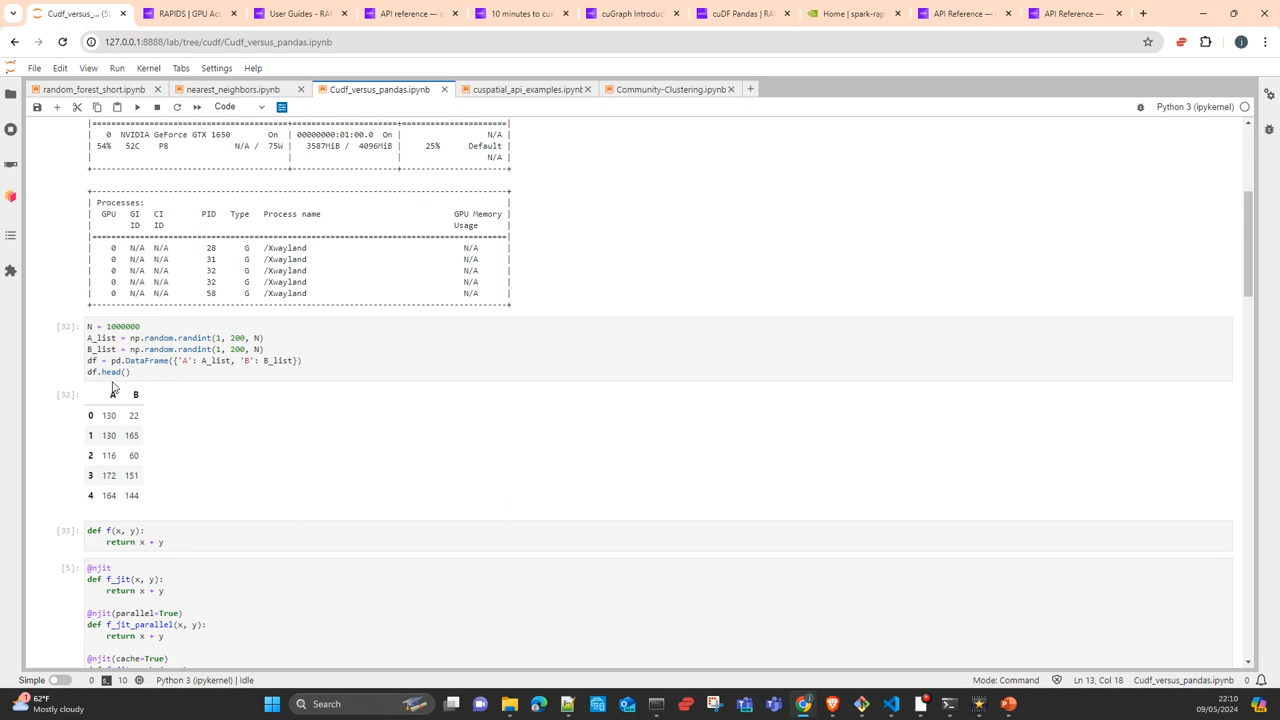 Cudf_versus_... (5)
RAPIDS | GPU Acc
User Guides - RAP
API reference — c
10 minutes to cu
cuGraph Introduct
cuDF Pandas | RA
Home | spark-rap
API Reference —
API Reference —
127.0.0.1:8888/lab/tree/cudf/Cudf_versus_pandas.ipynb
File Edit View Run Kernel Tabs Settings Help
random_forest_short.ipynb
nearest_neighbors.ipynb
Cudf_versus_pandas.ipynb
cuspatial_api_examples.ipynb
Community-Clustering.ipynb
Code
Python 3 (ipykernel)
|===============================+======================+======================|
| 0 NVIDIA GeForce GTX 1650 On | 00000000:01:00.0 On | N/A |
| 54% 52C P8 N/A / 75W | 3587MiB / 4096MiB | 25% Default |
| | | N/A |
| Processes: |
| GPU GI CI PID Type Process name GPU Memory |
| ID ID Usage |
| 0 N/A N/A 28 G /Xwayland N/A |
| 0 N/A N/A 31 G /Xwayland N/A |
| 0 N/A N/A 32 G /Xwayland N/A |
| 0 N/A N/A 32 G /Xwayland N/A |
| 0 N/A N/A 58 G /Xwayland N/A |
[32]: N = 1000000
A_list = np.random.randint(1, 200, N)
B_list = np.random.randint(1, 200, N)
df = pd.DataFrame({'A': A_list, 'B': B_list})
df.head()
[32]: A B
0 130 22
1 130 165
2 116 60
3 172 151
4 164 144
[33]: def f(x, y):
return x + y
[5]: @njit
def f_jit(x, y):
return x + y
@njit(parallel=True)
def f_jit_parallel(x, y):
return x + y
@njit(cache=True)
Simple 0 10 Python 3 (ipykernel) | Idle
Mode: Command Ln 13, Col 18 Cudf_versus_pandas.ipynb 0
62°F
Mostly cloudy
Search
22:10
09/05/2024